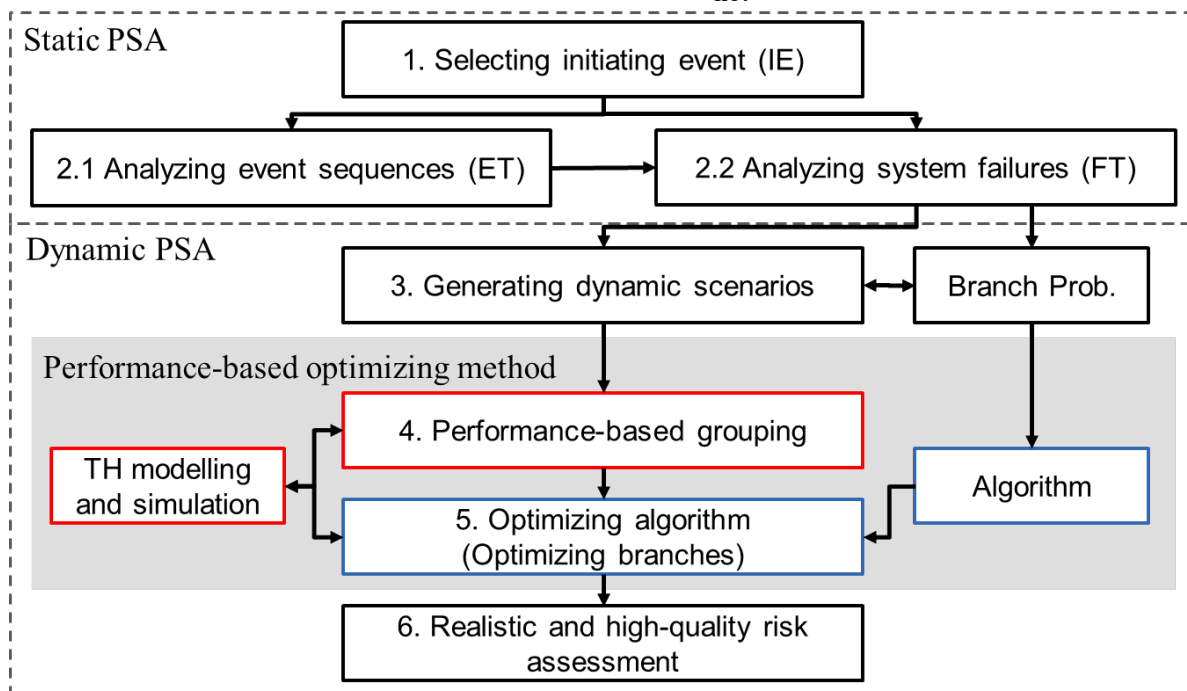 Static PSA
1. Selecting initiating event (IE)
2.1 Analyzing event sequences (ET)
2.2 Analyzing system failures (FT)
Dynamic PSA
3. Generating dynamic scenarios
Branch Prob.
Performance-based optimizing method
4. Performance-based grouping
TH modelling
and simulation
Algorithm
5. Optimizing algorithm
(Optimizing branches)
6. Realistic and high-quality risk
assessment